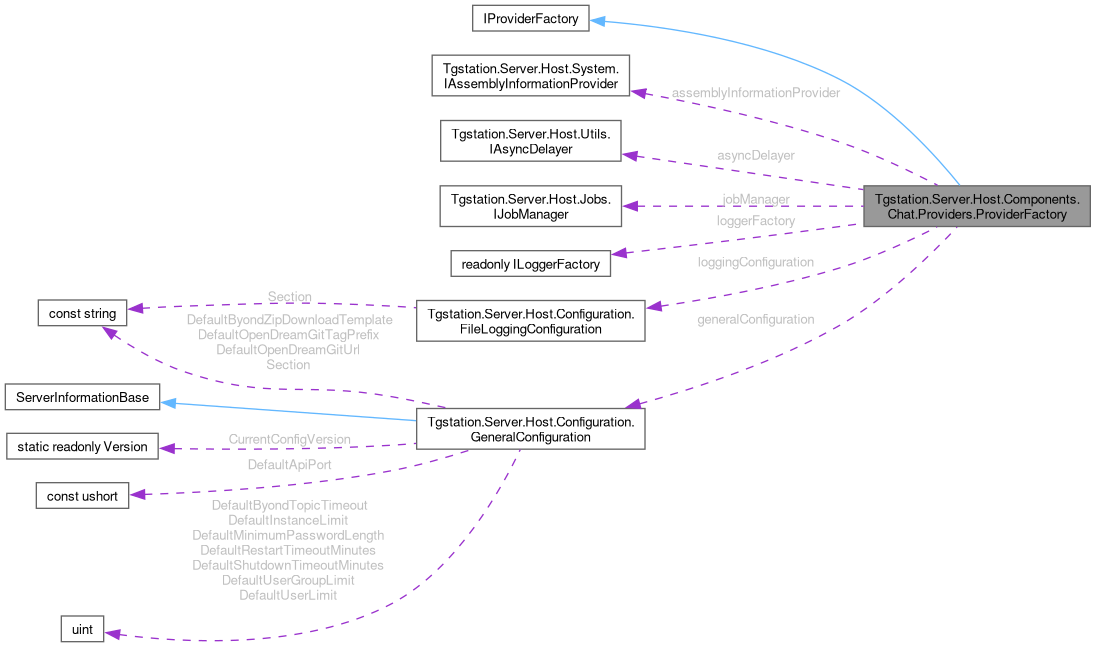 IProviderFactory
Tgstation.Server.Host.System.
IAssemblyInformationProvider
assemblyInformationProvider
Tgstation.Server.Host.Utils.
IAsyncDelayer
asyncDelayer
Tgstation.Server.Host.Jobs.
IJobManager
jobManager
Tgstation.Server.Host.Components.
Chat.Providers.ProviderFactory
loggerFactory
readonly ILoggerFactory
loggingConfiguration
const string
Section
Tgstation.Server.Host.Configuration.
FileLoggingConfiguration
generalConfiguration
DefaultByondZipDownloadTemplate
DefaultOpenDreamGitTagPrefix
DefaultOpenDreamGitUrl
Section
ServerInformationBase
Tgstation.Server.Host.Configuration.
GeneralConfiguration
static readonly Version
CurrentConfigVersion
DefaultApiPort
const ushort
DefaultByondTopicTimeout
DefaultInstanceLimit
DefaultMinimumPasswordLength
DefaultRestartTimeoutMinutes
DefaultShutdownTimeoutMinutes
DefaultUserGroupLimit
DefaultUserLimit
uint